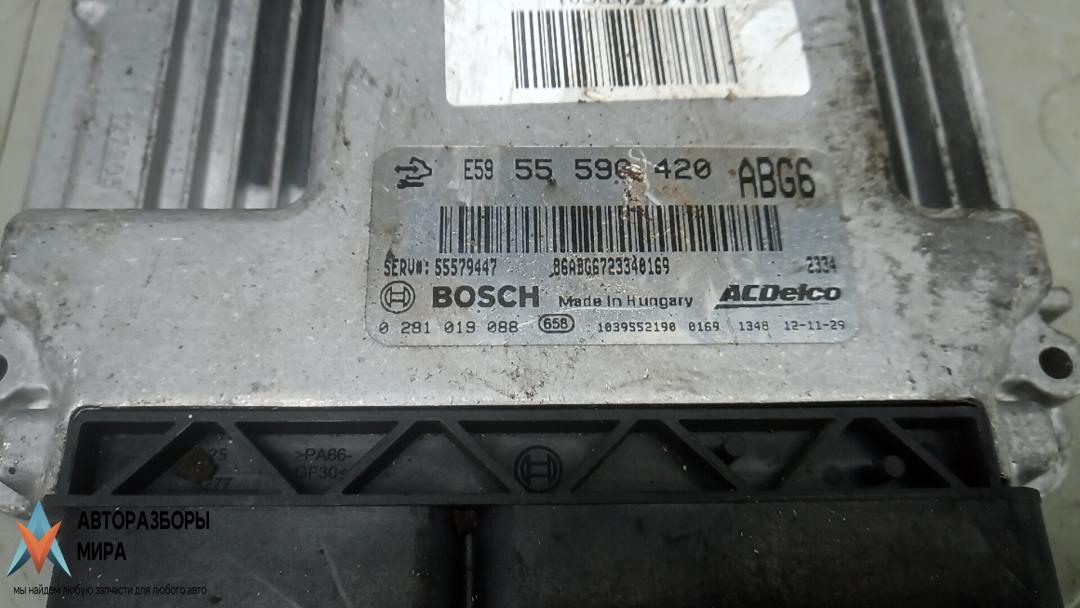 E59 55 590 420 ABG6
SERV#: 55579447 86ABG6723340169 2334
BOSCH Made in Hungary ACDelco
0 281 019 088 658 1039552190 0169 1348 12-11-29
>PA66-
GF30<
АВТОРАЗБОРЫ
МИРА
мы найдем любую запчасти для любого авто